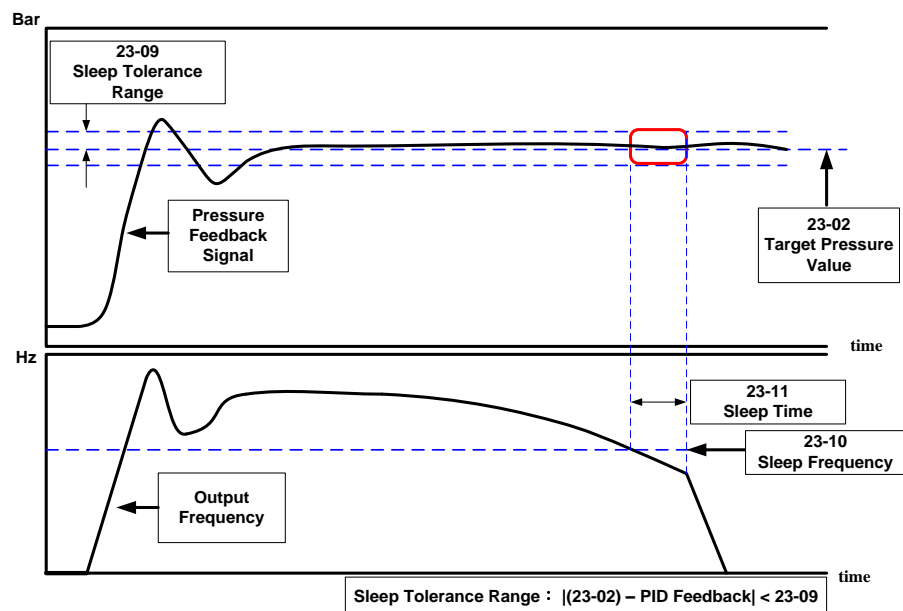 Bar
23-09
Sleep Tolerance
Range
Pressure
Feedback
Signal
23-02
Target Pressure
Value
time
Hz
23-11
Sleep Time
23-10
Sleep Frequency
Output
Frequency
time
Sleep Tolerance Range： |(23-02) – PID Feedback| < 23-09